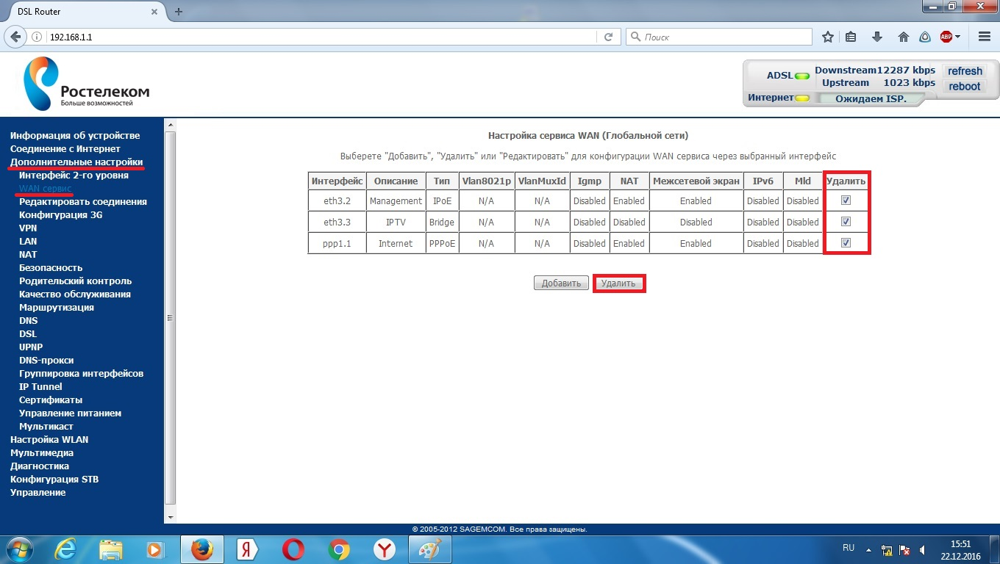 DSL Router
192.168.1.1
Поиск
ABP
Ростелеком
Больше возможностей
ADSL Downstream 12287 kbps refresh
Upstream 1023 kbps reboot
Интернет Ожидаем ISP.
Информация об устройстве
Соединение с Интернет
Дополнительные настройки
Интерфейс 2-го уровня
WAN сервис
Редактировать соединения
Конфигурация 3G
VPN
LAN
NAT
Безопасность
Родительский контроль
Качество обслуживания
Маршрутизация
DNS
DSL
UPNP
DNS-прокси
Группировка интерфейсов
IP Tunnel
Сертификаты
Управление питанием
Мультикаст
Настройка WLAN
Мультимедиа
Диагностика
Конфигурация STB
Управление
Настройка сервиса WAN (Глобальной сети)
Выберете "Добавить", "Удалить" или "Редактировать" для конфигурации WAN сервиса через выбранный интерфейс
Интерфейс Описание Тип Vlan8021p VlanMuxId Igmp NAT Межсетевой экран IPv6 Mld Удалить
eth3.2 Management IPoE N/A N/A Disabled Enabled Enabled Disabled Disabled
eth3.3 IPTV Bridge N/A N/A Disabled Disabled Disabled Disabled Disabled
ppp1.1 Internet PPPoE N/A N/A Disabled Enabled Enabled Disabled Disabled
Добавить Удалить
© 2005-2012 SAGEMCOM. Все права защищены.
RU
15:51
22.12.2016